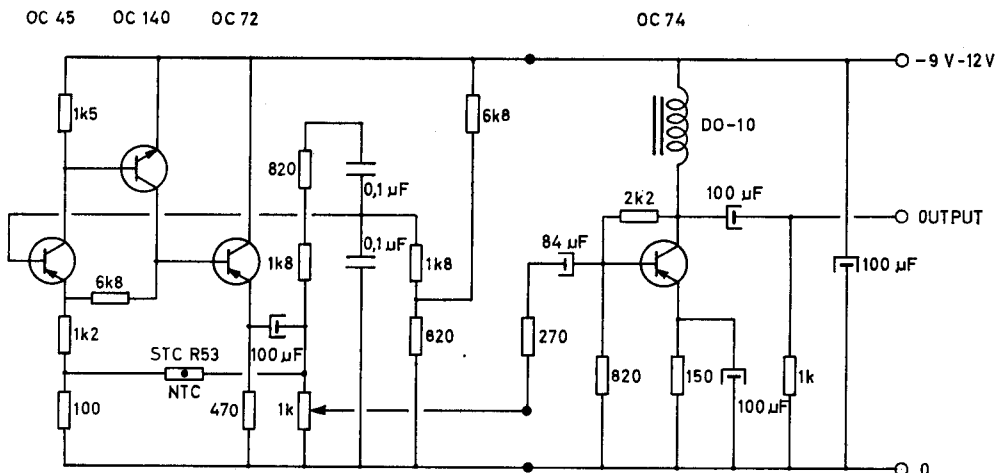 OC 45 OC 140 OC 72 OC 74
-9 V -12 V
1k5
6k8
DO-10
820
0,1 µF
2k2
100 µF
OUTPUT
84 µF
0,1 µF
1k8
1k8
100 µF
6k8
1k2
100 µF
820
270
STC R53
NTC
820
150
1k
100
470
1k
100 µF
0